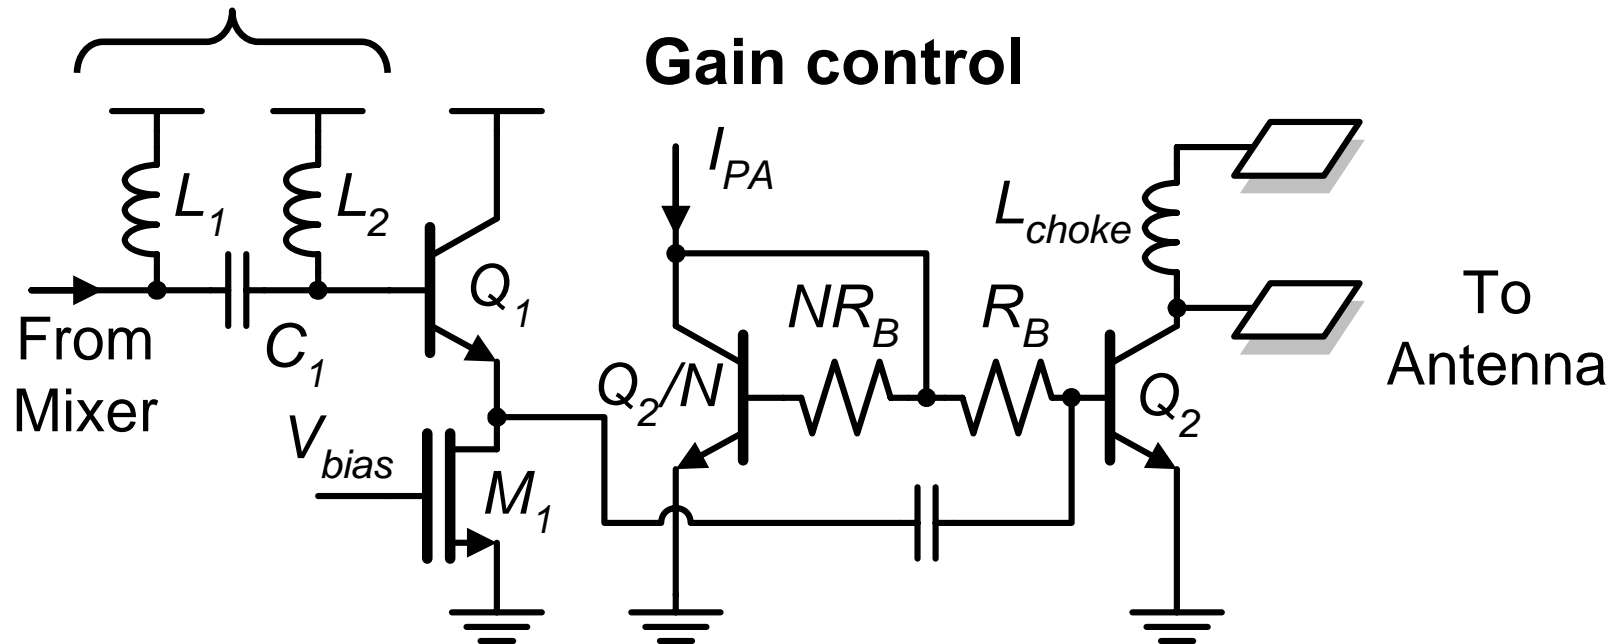 Gain control
I_PA
L_1
L_2
L_choke
Q_1
NR_B
R_B
To
Antenna
From
Mixer
C_1
Q_2/N
Q_2
V_bias
M_1